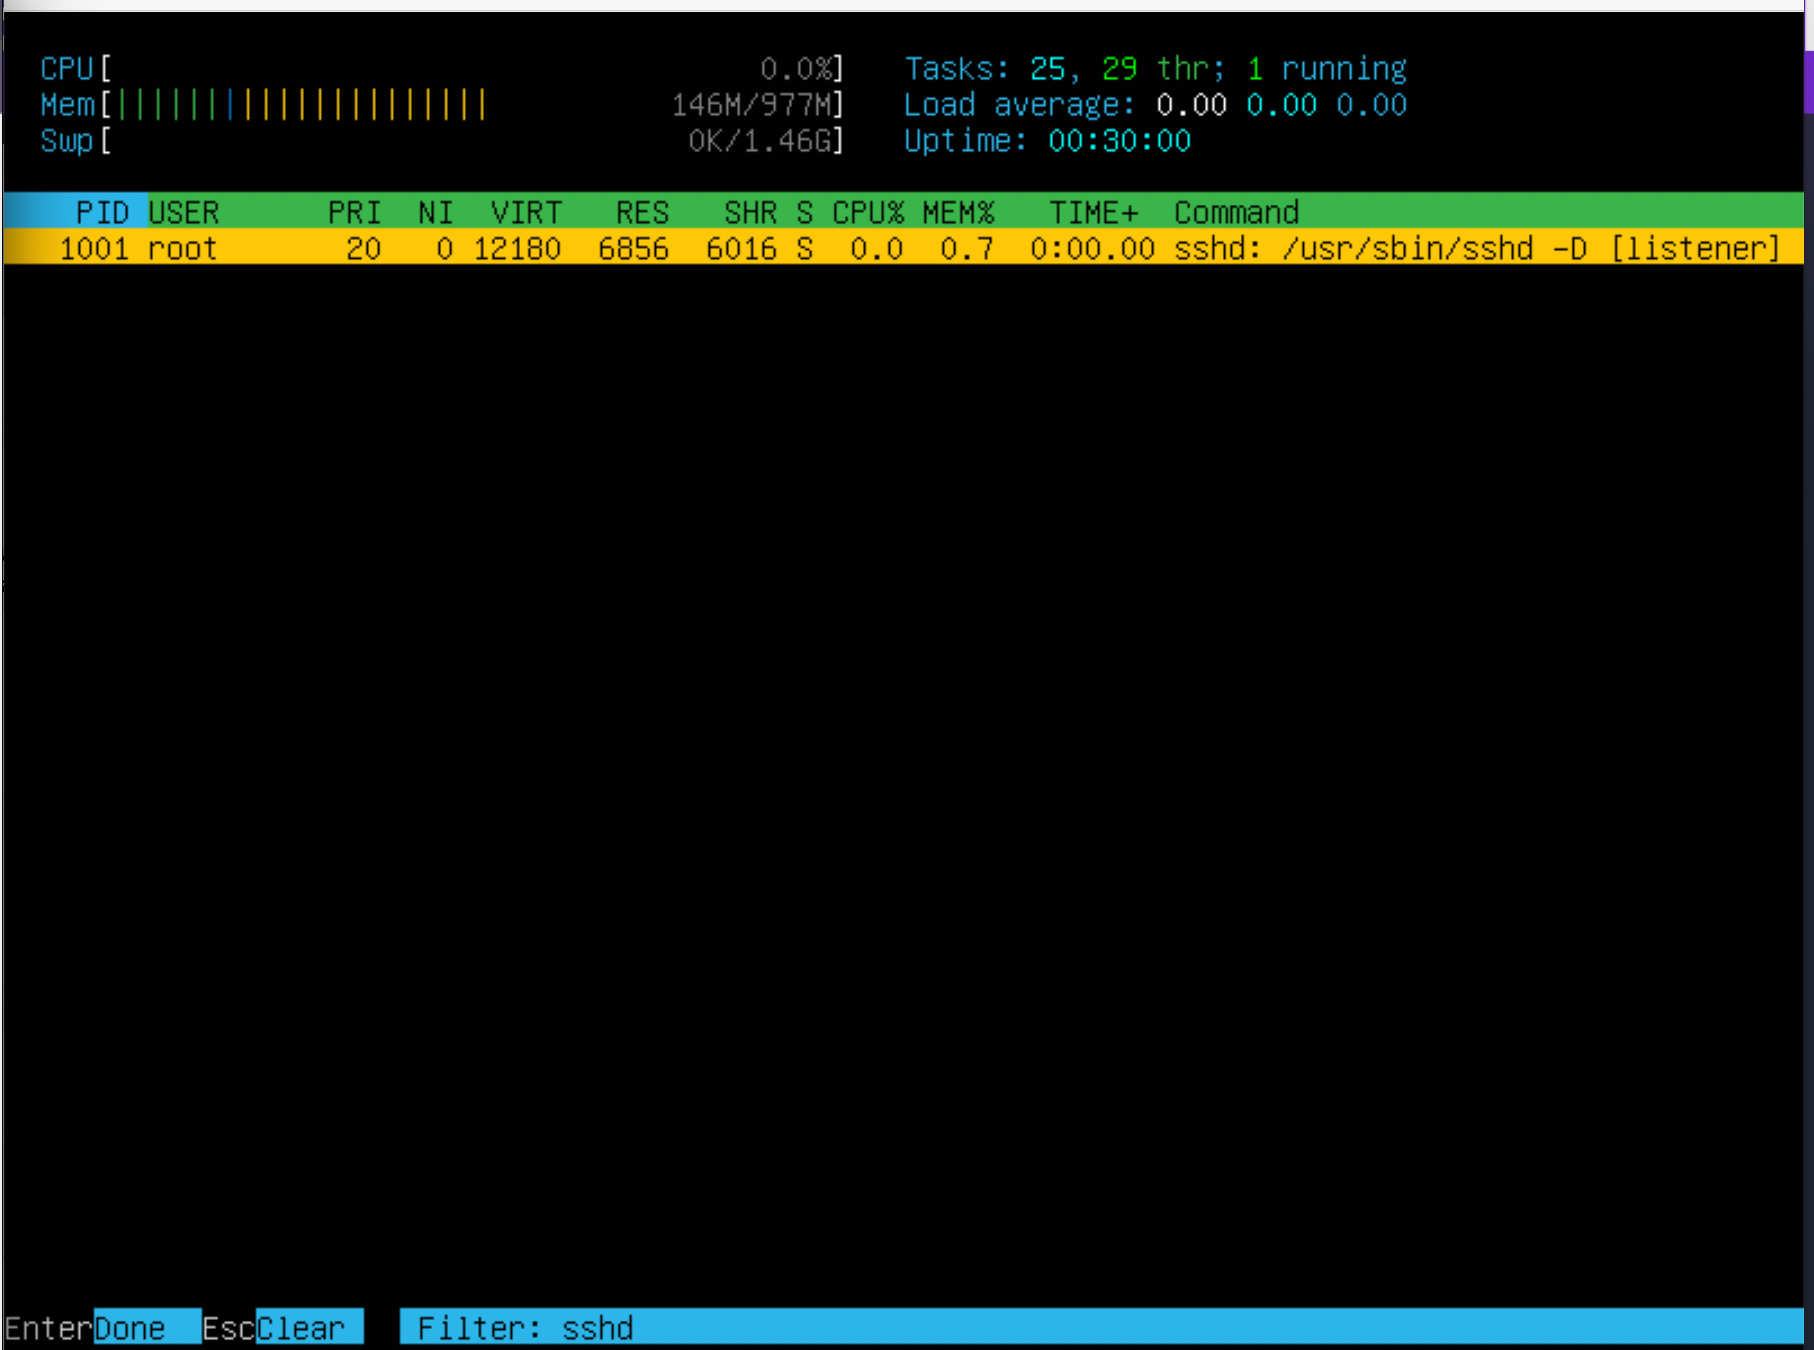 CPU[ 0.0%] Tasks: 25, 29 thr; 1 running
Mem[||||||||||||||||||||| 146M/977M] Load average: 0.00 0.00 0.00
Swp[ 0K/1.46G] Uptime: 00:30:00
PID USER PRI NI VIRT RES SHR S CPU% MEM% TIME+ Command
1001 root 20 0 12180 6856 6016 S 0.0 0.7 0:00.00 sshd: /usr/sbin/sshd -D [listener]
EnterDone EscClear Filter: sshd